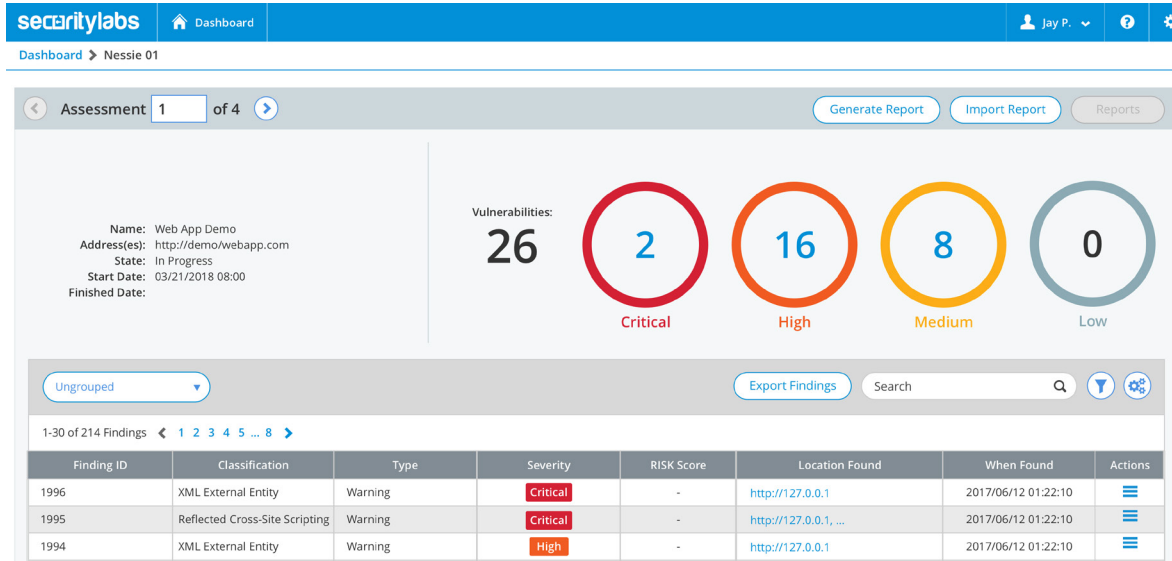 securitylabs Dashboard Jay P.
Dashboard > Nessie 01
Assessment 1 of 4 Generate Report Import Report Reports
Vulnerabilities:
26 2 16 8 0
Critical High Medium Low
Name: Web App Demo
Address(es): http://demo/webapp.com
State: In Progress
Start Date: 03/21/2018 08:00
Finished Date:
Ungrouped Export Findings Search
1-30 of 214 Findings < 1 2 3 4 5 ... 8 >
Finding ID Classification Type Severity RISK Score Location Found When Found Actions
1996 XML External Entity Warning Critical - http://127.0.0.1 2017/06/12 01:22:10
1995 Reflected Cross-Site Scripting Warning Critical - http://127.0.0.1, ... 2017/06/12 01:22:10
1994 XML External Entity Warning High - http://127.0.0.1 2017/06/12 01:22:10